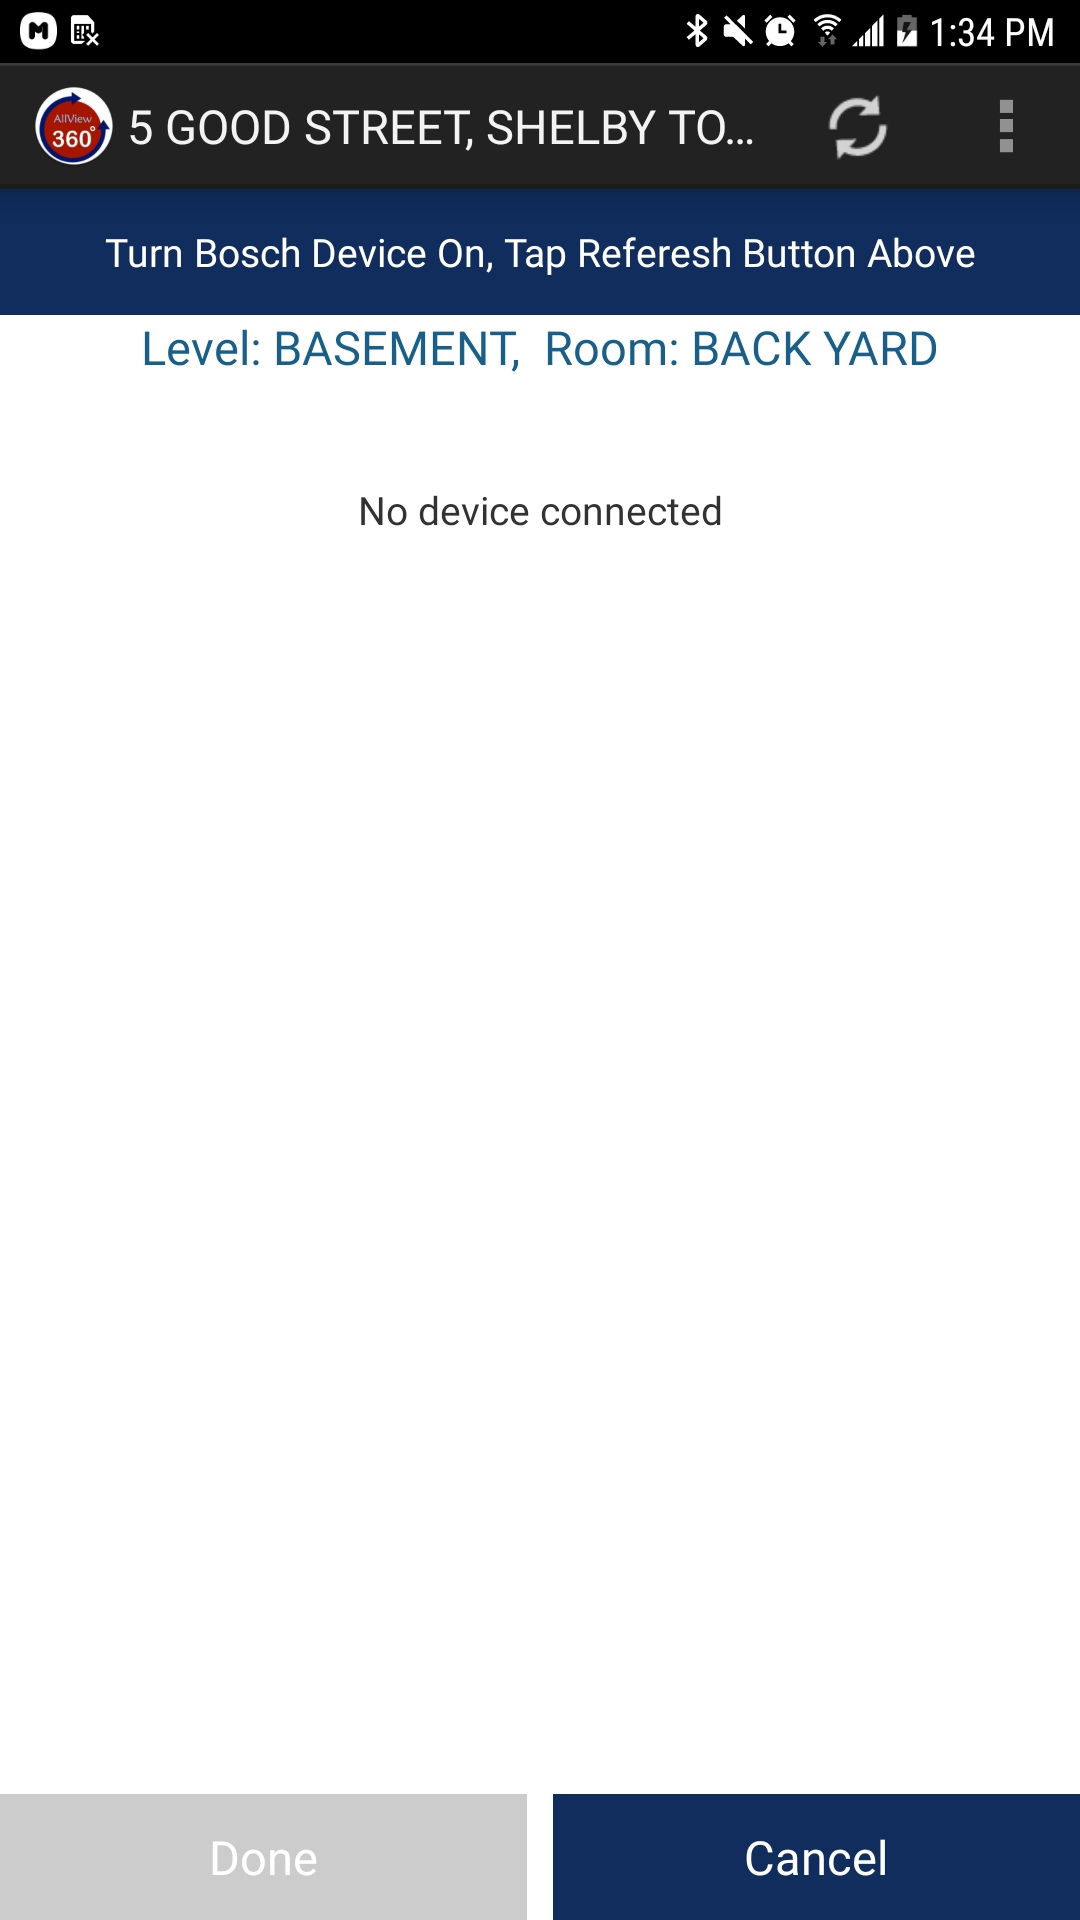 1:34 PM
AllView
360°
5 GOOD STREET, SHELBY TO...
Turn Bosch Device On, Tap Referesh Button Above
Level: BASEMENT,  Room: BACK YARD
No device connected
Done
Cancel